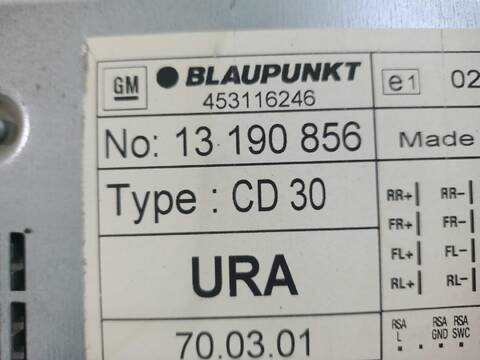 GM BLAUPUNKT e1 02
453116246
No: 13 190 856 Made
Type : CD 30 RR+ RR-
FR+ FR-
FL+ FL-
URA RL+ RL-
RSA L RSA GND RSA SWC
70.03.01